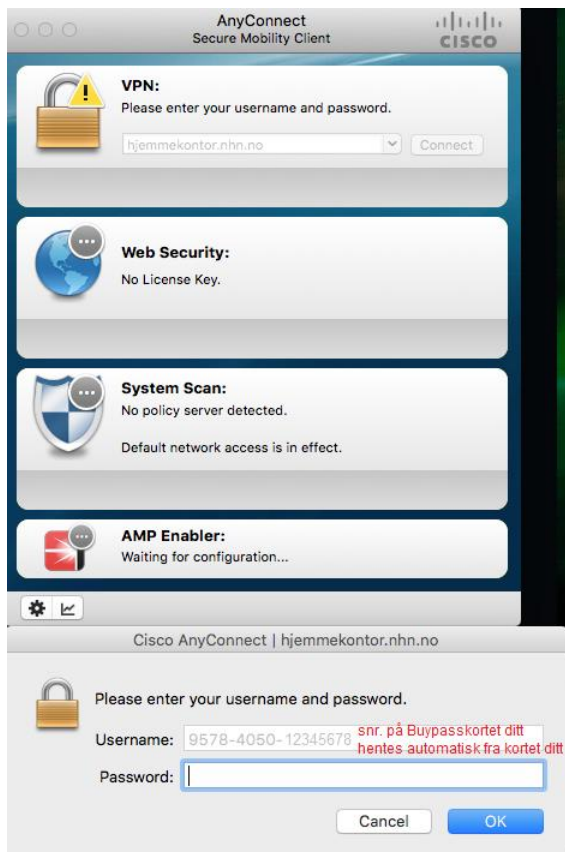 AnyConnect
Secure Mobility Client
CISCO
VPN:
Please enter your username and password.
hjemmekontor.nhn.no
Connect
Web Security:
No License Key.
System Scan:
No policy server detected.
Default network access is in effect.
AMP Enabler:
Waiting for configuration...
Cisco AnyConnect | hjemmekontor.nhn.no
Please enter your username and password.
Username: 9578-4050-12345678 snr. på Buypasskortet ditt
hentes automatisk fra kortet ditt
Password:
Cancel OK